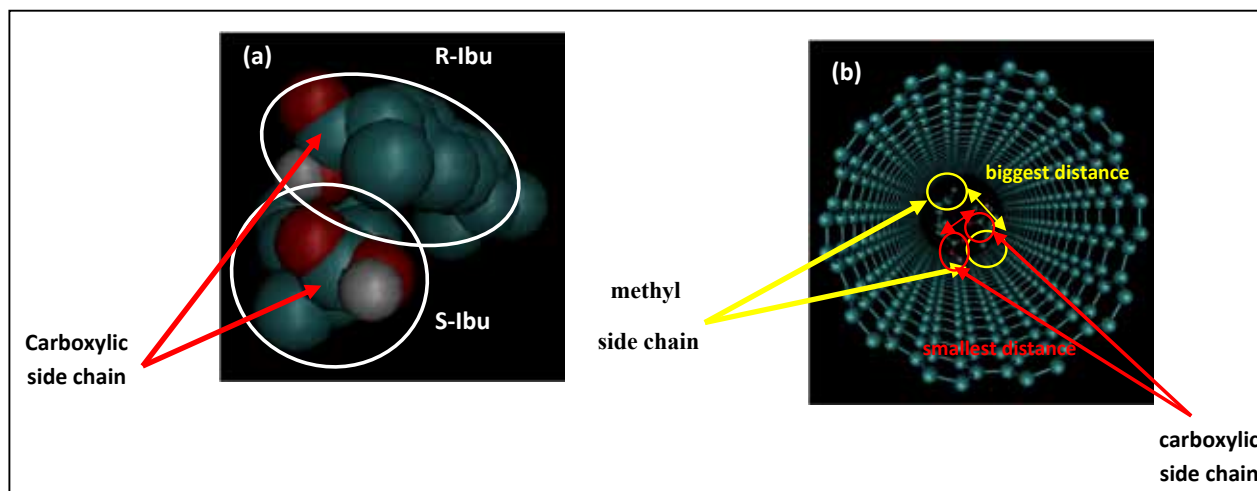 (a)
R-Ibu
S-Ibu
Carboxylic
side chain
(b)
biggest distance
methyl
side chain
smallest distance
carboxylic
side chain